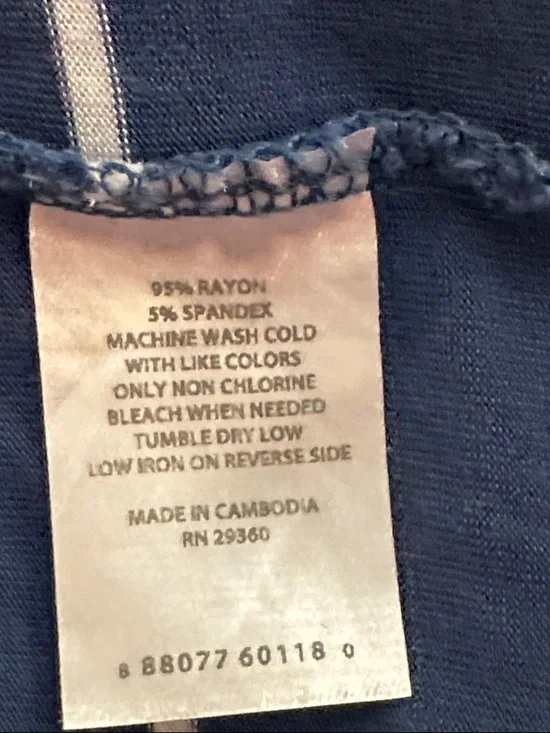 95% RAYON
5% SPANDEX
MACHINE WASH COLD
WITH LIKE COLORS
ONLY NON CHLORINE
BLEACH WHEN NEEDED
TUMBLE DRY LOW
LOW IRON ON REVERSE SIDE
MADE IN CAMBODIA
RN 29360
8 88077 60118 0